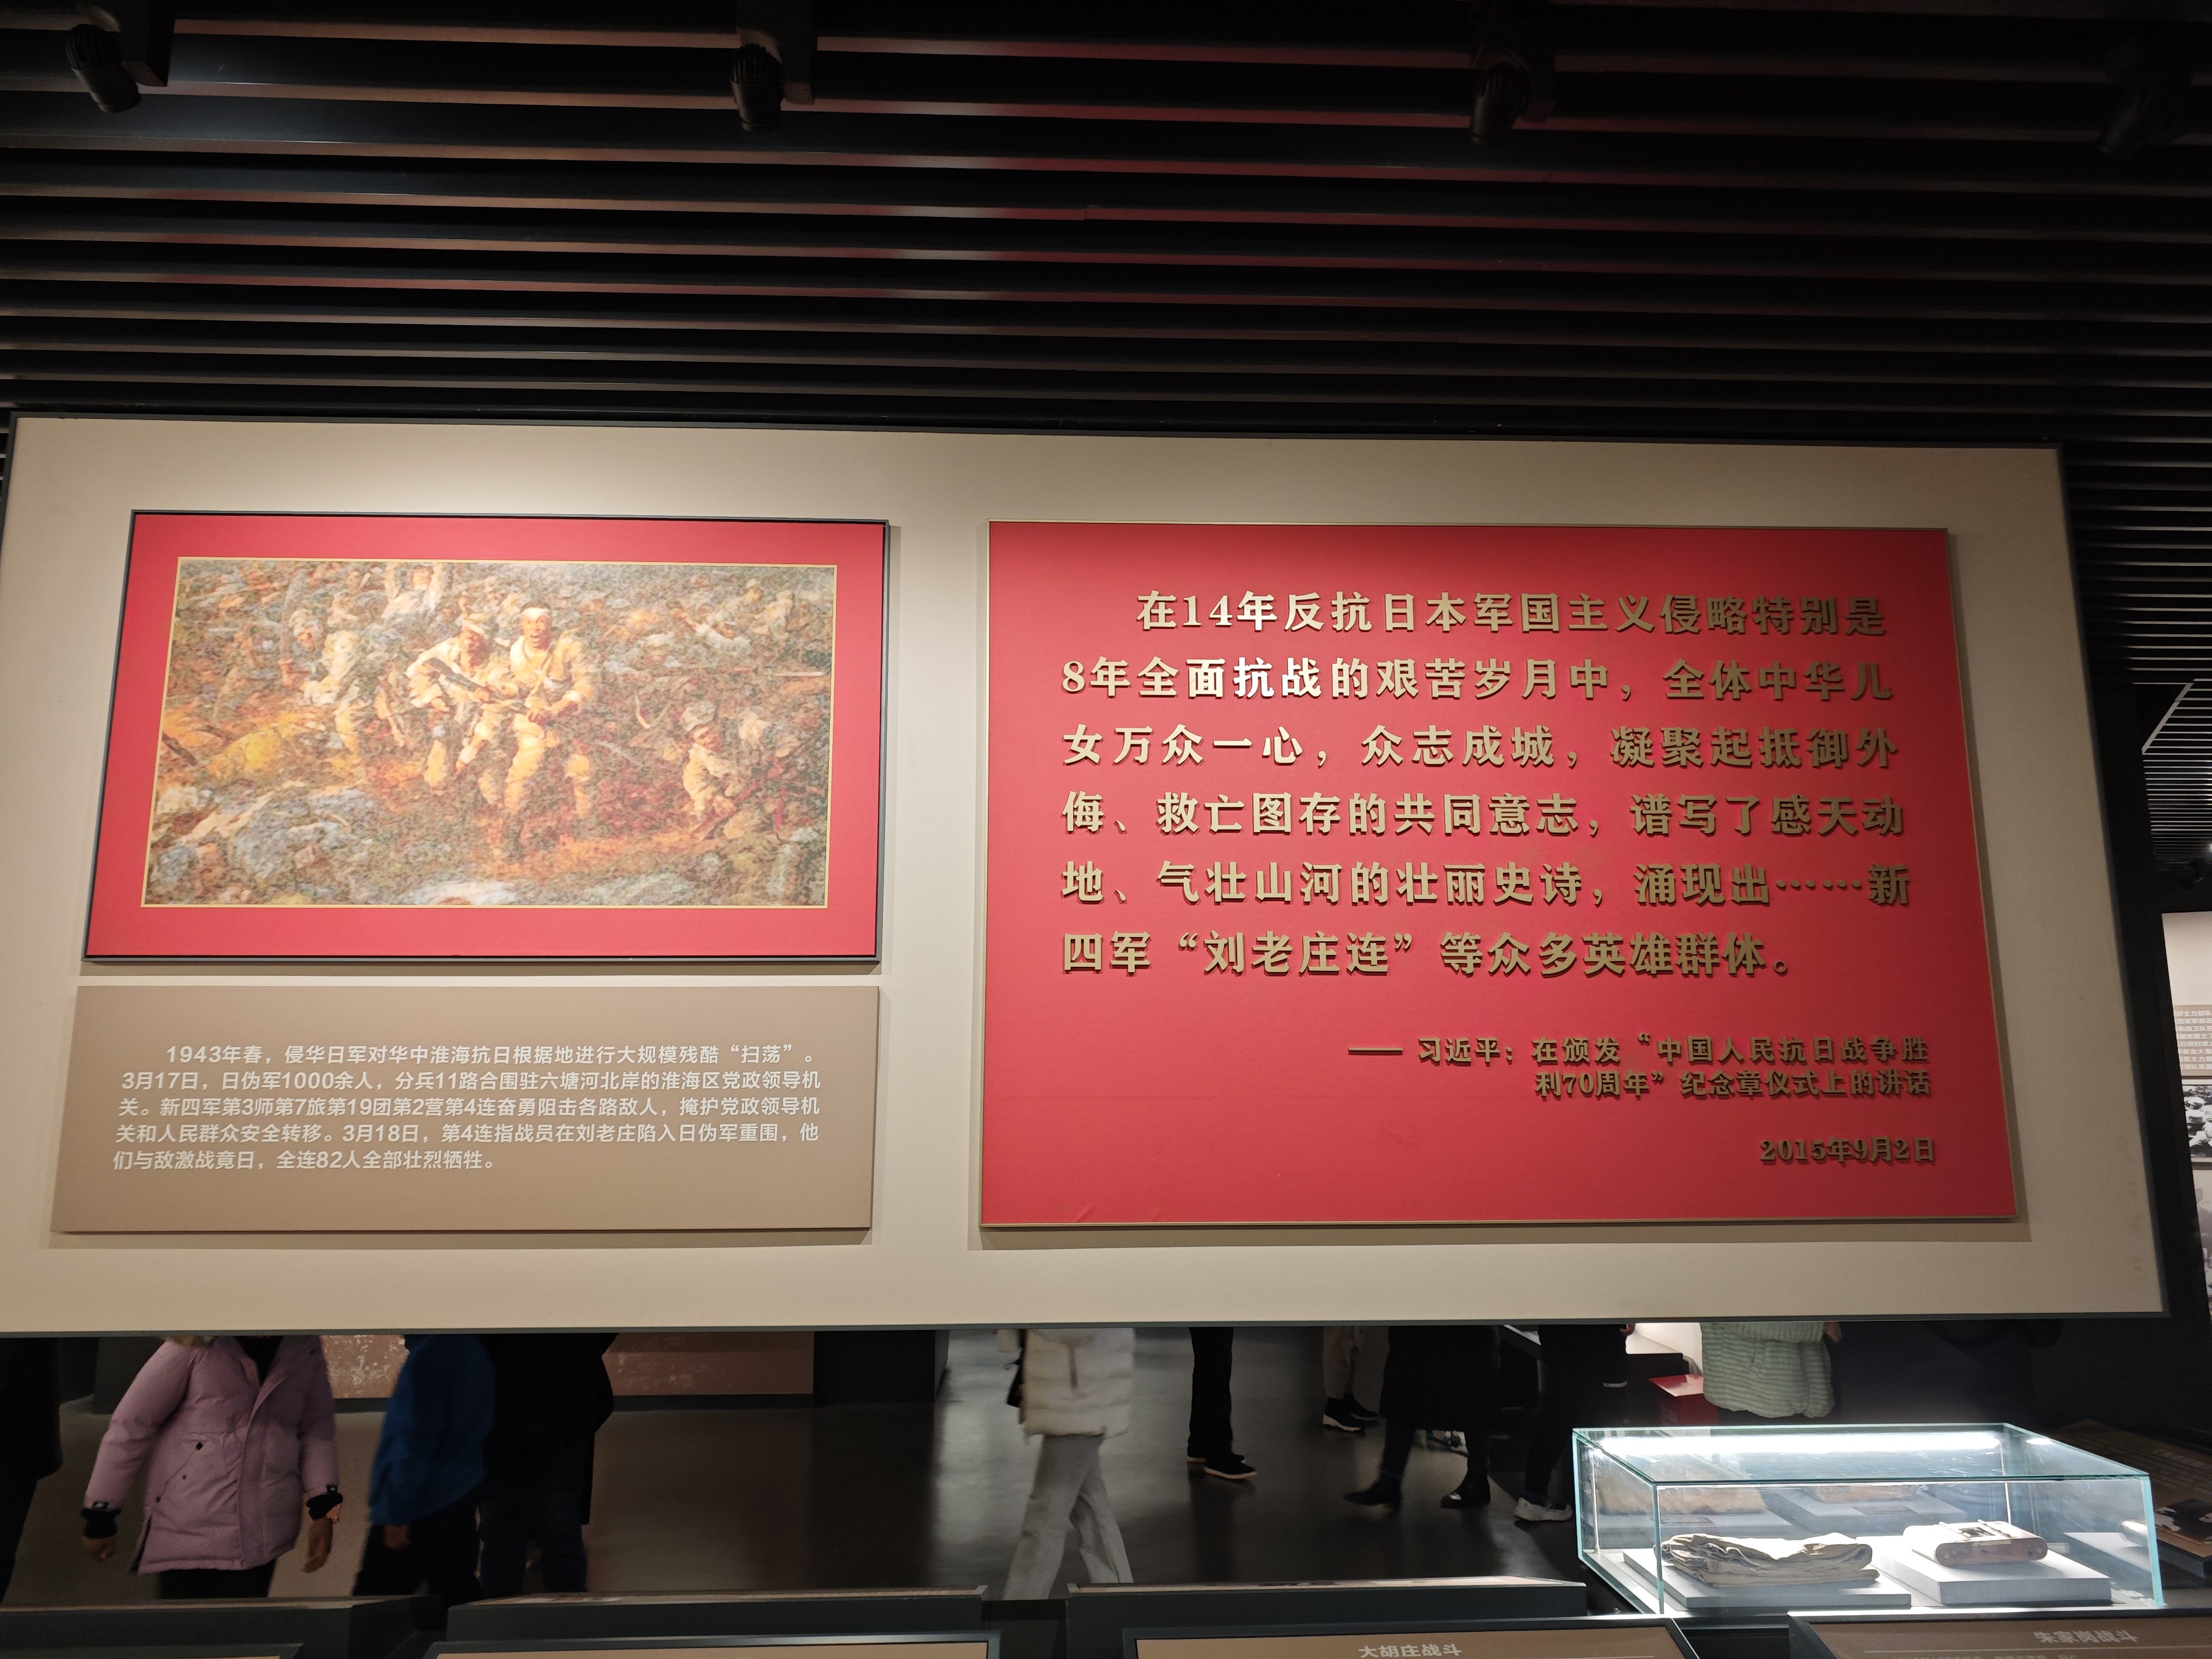 在14年反抗日本军国主义侵略特别是
8年全面抗战的艰苦岁月中，全体中华儿
女万众一心，众志成城，凝聚起抵御外
侮、救亡图存的共同意志，谱写了感天动
地、气壮山河的壮丽史诗，涌现出……新
四军“刘老庄连”等众多英雄群体。
—— 习近平：在颁发“中国人民抗日战争胜
利70周年”纪念章仪式上的讲话
2015年9月2日
1943年春，侵华日军对华中淮海抗日根据地进行大规模残酷“扫荡”。
3月17日，日伪军1000余人，分兵11路合围驻六塘河北岸的淮海区党政领导机
关。新四军第3师第7旅第19团第2营第4连奋勇阻击各路敌人，掩护党政领导机
关和人民群众安全转移。3月18日，第4连指战员在刘老庄陷入日伪军重围，他
们与敌激战竟日，全连82人全部壮烈牺牲。
大胡庄战斗
朱家岗战斗